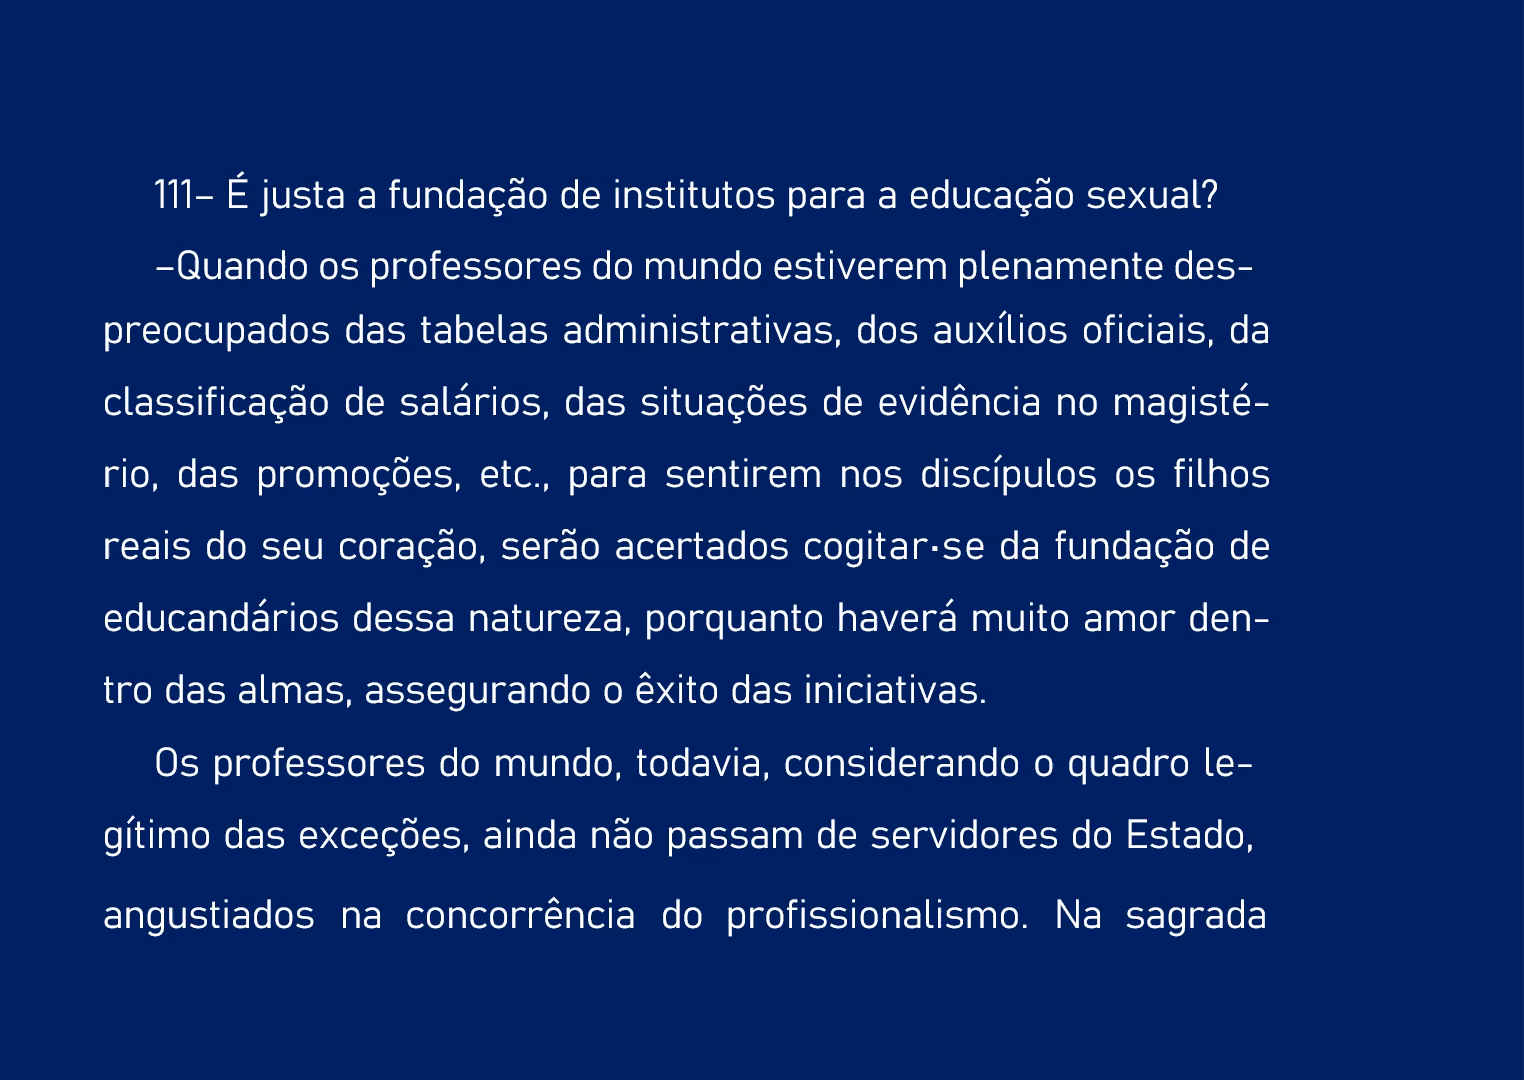 111– É justa a fundação de institutos para a educação sexual?
–Quando os professores do mundo estiverem plenamente des-
preocupados das tabelas administrativas, dos auxílios oficiais, da
classificação de salários, das situações de evidência no magisté-
rio, das promoções, etc., para sentirem nos discípulos os filhos
reais do seu coração, serão acertados cogitar·se da fundação de
educandários dessa natureza, porquanto haverá muito amor den-
tro das almas, assegurando o êxito das iniciativas.
Os professores do mundo, todavia, considerando o quadro le-
gítimo das exceções, ainda não passam de servidores do Estado,
angustiados na concorrência do profissionalismo. Na sagrada